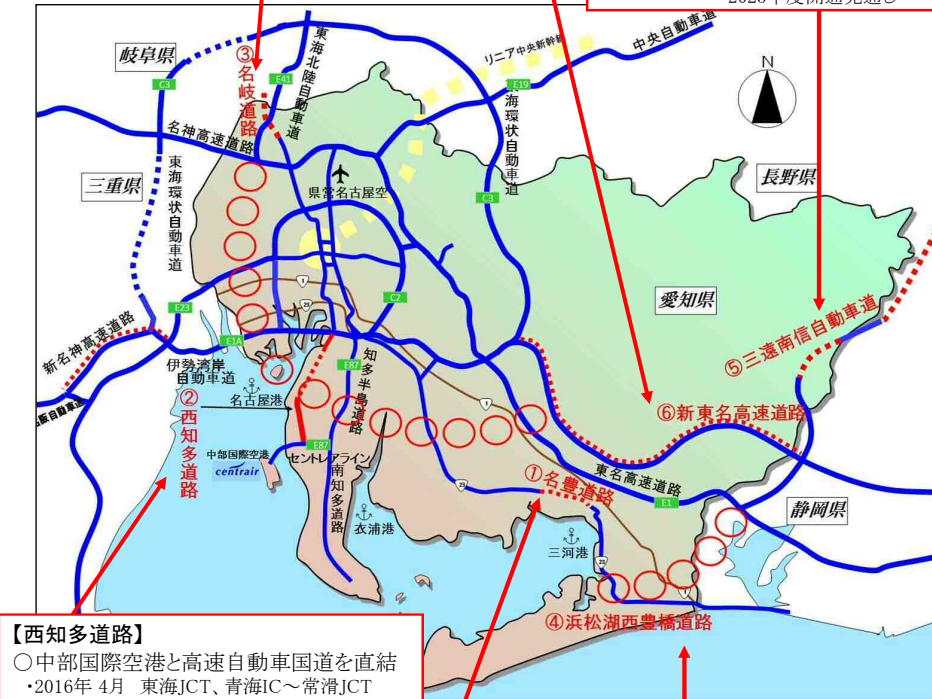 2025年度開通見通し
岐阜県
③名岐道路
東海北陸自動車道
リニア中央新幹線
中央自動車道
N
C3
E41
E19
名神高速道路
東海環状自動車道
三重県
東海環状自動車道
県営名古屋空
長野県
C3
愛知県
E23
C2
1
23
新名神高速道路
E1A
⑤三遠南信自動車道
伊勢湾岸自動車道
E87
知多半島道路
名古屋港
②西知多道路
1
⑥新東名高速道路
E87
中部国際空港
centrair
セントレアライン
南知多道路
衣浦港
23
①名豊道路
東名高速道路
E1
静岡県
三河港
23
1
④浜松湖西豊橋道路
【西知多道路】
○中部国際空港と高速自動車国道を直結
・2016年 4月 東海JCT、青海IC～常滑JCT